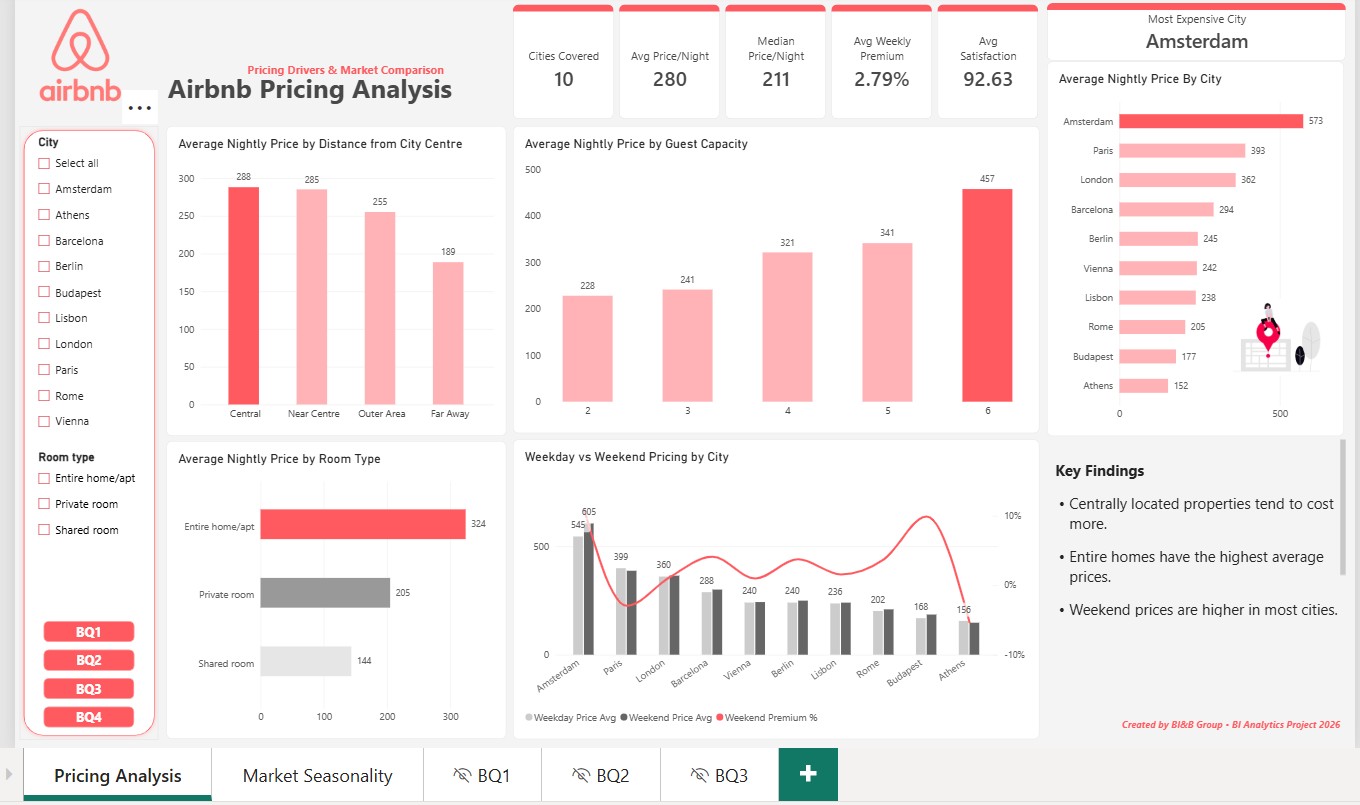 airbnb
Pricing Drivers & Market Comparison
Airbnb Pricing Analysis
Cities Covered
10
Avg Price/Night
280
Median
Price/Night
211
Avg Weekly
Premium
2.79%
Avg
Satisfaction
92.63
Most Expensive City
Amsterdam
City
Select all
Amsterdam
Athens
Barcelona
Berlin
Budapest
Lisbon
London
Paris
Rome
Vienna
Room type
Entire home/apt
Private room
Shared room
BQ1
BQ2
BQ3
BQ4
Average Nightly Price by Distance from City Centre
300
250
200
150
100
50
0
288
285
255
189
Central
Near Centre
Outer Area
Far Away
Average Nightly Price by Guest Capacity
500
400
300
200
100
0
228
241
321
341
457
2
3
4
5
6
Average Nightly Price By City
Amsterdam 573
Paris 393
London 362
Barcelona 294
Berlin 245
Vienna 242
Lisbon 238
Rome 205
Budapest 177
Athens 152
0 500
Average Nightly Price by Room Type
Entire home/apt 324
Private room 205
Shared room 144
0 100 200 300
Weekday vs Weekend Pricing by City
500
0
545
605
399
360
288
240
240
236
202
168
156
10%
0%
-10%
Amsterdam
Paris
London
Barcelona
Vienna
Berlin
Lisbon
Rome
Budapest
Athens
Weekday Price Avg Weekend Price Avg Weekend Premium %
Key Findings
• Centrally located properties tend to cost
more.
• Entire homes have the highest average
prices.
• Weekend prices are higher in most cities.
Created by BI&B Group • BI Analytics Project 2026
Pricing Analysis
Market Seasonality
BQ1
BQ2
BQ3